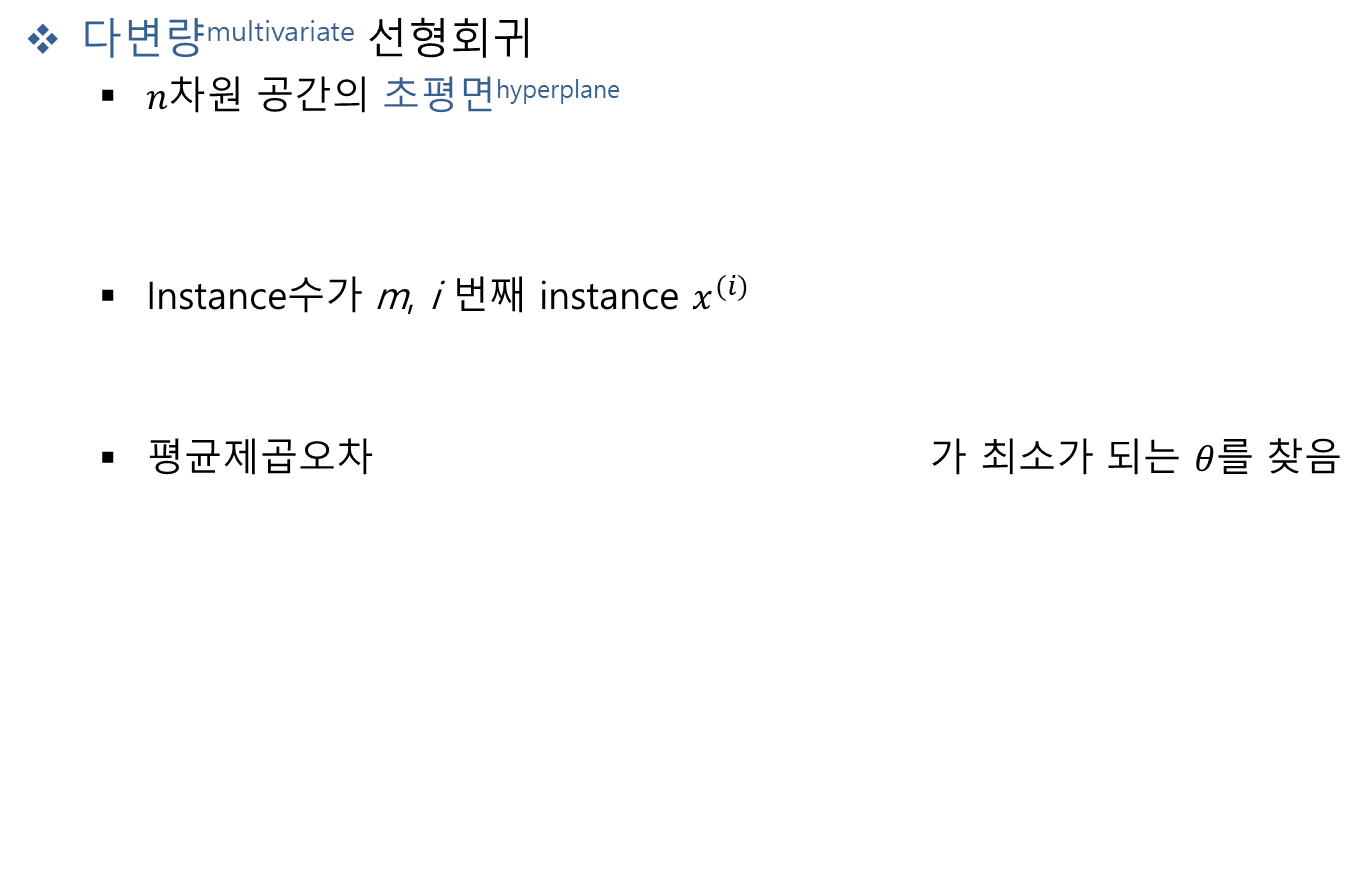 ❖ 다변량multivariate 선형회귀
▪ n차원 공간의 초평면hyperplane
▪ Instance수가 m, i 번째 instance x⁽ⁱ⁾
▪ 평균제곱오차 가 최소가 되는 θ를 찾음